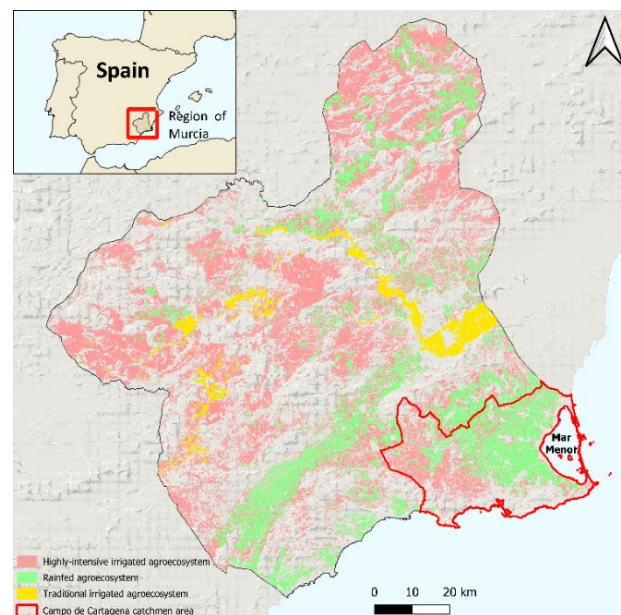 Spain
Region of
Murcia
Mar
Menor
Highly-intensive irrigated agroecosystem
Rainfed agroecosystem
Traditional irrigated agroecosystem
Campo de Cartagena catchmen area
0 10 20 km